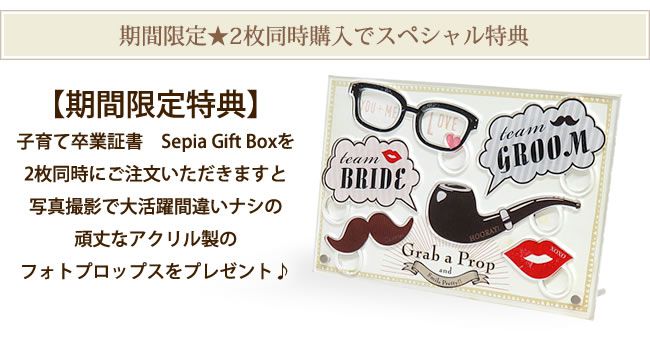 期間限定★2枚同時購入でスペシャル特典
【期間限定特典】
子育て卒業証書　Sepia Gift Boxを
2枚同時にご注文いただきますと
写真撮影で大活躍間違いナシの
頑丈なアクリル製の
フォトプロップスをプレゼント♪
YOU+ME
LOVE
team
GROOM
team
BRIDE
HOORAY!
XOXO
Grab a Prop
and
Smile Pretty!!